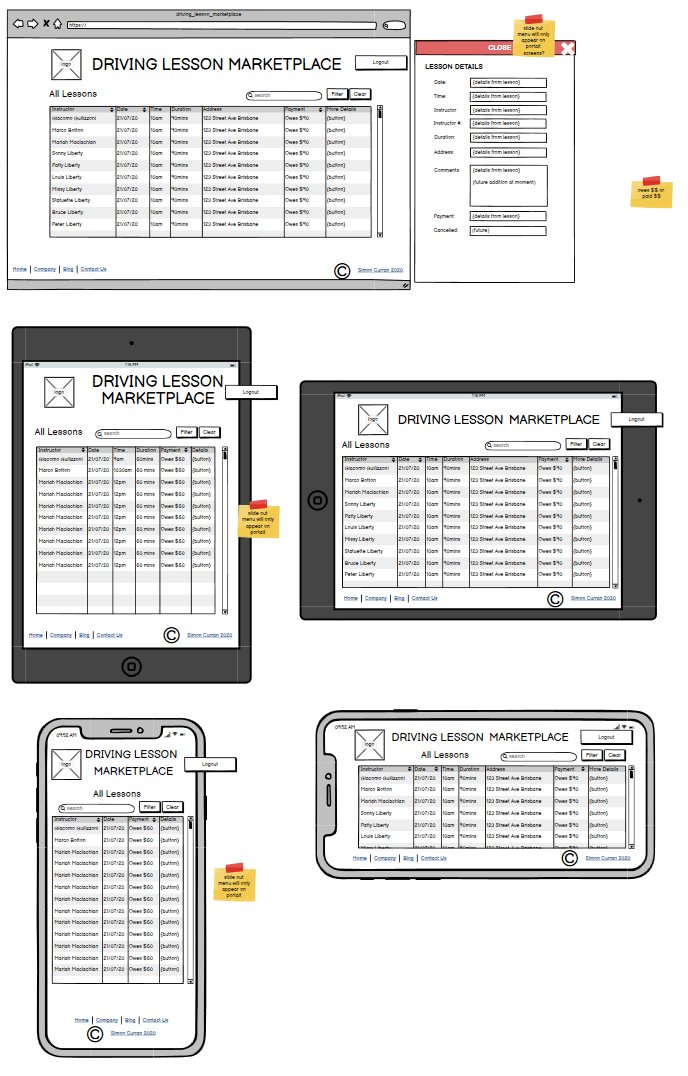 driving_lesson_marketplace
https://
logo
DRIVING LESSON MARKETPLACE
Logout
All Lessons
search
Filter Clear
Instructor Date Time Duration Address Payment More Details
Giacomo Guilizzoni 21/07/20 10am 90mins 123 Street Ave Brisbane Owes $90 {button}
Marco Botton 21/07/20 10am 90mins 123 Street Ave Brisbane Owes $90 {button}
Mariah Maclachlan 21/07/20 10am 90mins 123 Street Ave Brisbane Owes $90 {button}
Sonny Liberty 21/07/20 10am 90mins 123 Street Ave Brisbane Owes $90 {button}
Patty Liberty 21/07/20 10am 90mins 123 Street Ave Brisbane Owes $90 {button}
Louis Liberty 21/07/20 10am 90mins 123 Street Ave Brisbane Owes $90 {button}
Missy Liberty 21/07/20 10am 90mins 123 Street Ave Brisbane Owes $90 {button}
Statuette Liberty 21/07/20 10am 90mins 123 Street Ave Brisbane Owes $90 {button}
Bruce Liberty 21/07/20 10am 90mins 123 Street Ave Brisbane Owes $90 {button}
Peter Liberty 21/07/20 10am 90mins 123 Street Ave Brisbane Owes $90 {button}
Home Company Blog Contact Us
© Simon Curran 2020
slide out
menu will only
appear on
portait
screens?
CLOSE
LESSON DETAILS
Date: {details from lesson}
Time: {details from lesson}
Instructor {details from lesson}
Instructor #: {details from lesson}
Duration: {details from lesson}
Address: {details from lesson}
Comments {details from lesson}
(future addition at moment)
Payment: {details from lesson}
Cancelled: {future}
owes $$ or
paid $$
iPod 7:16 PM
logo
DRIVING LESSON
MARKETPLACE
Logout
All Lessons
search
Filter Clear
Instructor Date Time Duration Payment Details
Giacomo Guilizzoni 21/07/20 9am 60mins Owes $60 {button}
Marco Botton 21/07/20 1030am 60 mins Owes $60 {button}
Mariah Maclachlan 21/07/20 12pm 60 mins Owes $60 {button}
Mariah Maclachlan 21/07/20 12pm 60 mins Owes $60 {button}
Mariah Maclachlan 21/07/20 12pm 60 mins Owes $60 {button}
Mariah Maclachlan 21/07/20 12pm 60 mins Owes $60 {button}
Mariah Maclachlan 21/07/20 12pm 60 mins Owes $60 {button}
Mariah Maclachlan 21/07/20 12pm 60 mins Owes $60 {button}
Mariah Maclachlan 21/07/20 12pm 60 mins Owes $60 {button}
Mariah Maclachlan 21/07/20 12pm 60 mins Owes $60 {button}
Home Company Blog Contact Us
© Simon Curran 2020
slide out
menu will only
appear on
portait
iPod 7:16 PM
logo
DRIVING LESSON MARKETPLACE
Logout
All Lessons
search
Filter Clear
Instructor Date Time Duration Address Payment More Details
Giacomo Guilizzoni 21/07/20 10am 90mins 123 Street Ave Brisbane Owes $90 {button}
Marco Botton 21/07/20 10am 90mins 123 Street Ave Brisbane Owes $90 {button}
Mariah Maclachlan 21/07/20 10am 90mins 123 Street Ave Brisbane Owes $90 {button}
Sonny Liberty 21/07/20 10am 90mins 123 Street Ave Brisbane Owes $90 {button}
Patty Liberty 21/07/20 10am 90mins 123 Street Ave Brisbane Owes $90 {button}
Louis Liberty 21/07/20 10am 90mins 123 Street Ave Brisbane Owes $90 {button}
Missy Liberty 21/07/20 10am 90mins 123 Street Ave Brisbane Owes $90 {button}
Statuette Liberty 21/07/20 10am 90mins 123 Street Ave Brisbane Owes $90 {button}
Bruce Liberty 21/07/20 10am 90mins 123 Street Ave Brisbane Owes $90 {button}
Peter Liberty 21/07/20 10am 90mins 123 Street Ave Brisbane Owes $90 {button}
Home Company Blog Contact Us
© Simon Curran 2020
09:52 AM
logo
DRIVING LESSON
MARKETPLACE
Logout
All Lessons
search
Filter Clear
Instructor Date Payment Details
Giacomo Guilizzoni 21/07/20 Owes $60 {button}
Marco Botton 21/07/20 Owes $60 {button}
Mariah Maclachlan 21/07/20 Owes $60 {button}
Mariah Maclachlan 21/07/20 Owes $60 {button}
Mariah Maclachlan 21/07/20 Owes $60 {button}
Mariah Maclachlan 21/07/20 Owes $60 {button}
Mariah Maclachlan 21/07/20 Owes $60 {button}
Mariah Maclachlan 21/07/20 Owes $60 {button}
Mariah Maclachlan 21/07/20 Owes $60 {button}
Mariah Maclachlan 21/07/20 Owes $60 {button}
Mariah Maclachlan 21/07/20 Owes $60 {button}
Mariah Maclachlan 21/07/20 Owes $60 {button}
Mariah Maclachlan 21/07/20 Owes $60 {button}
Home Company Blog Contact Us
© Simon Curran 2020
slide out
menu will only
appear on
portait
09:52 AM
logo
DRIVING LESSON MARKETPLACE
Logout
All Lessons
search
Filter Clear
Instructor Date Time Duration Address Payment More Details
Giacomo Guilizzoni 21/07/20 10am 90mins 123 Street Ave Brisbane Owes $90 {button}
Marco Botton 21/07/20 10am 90mins 123 Street Ave Brisbane Owes $90 {button}
Mariah Maclachlan 21/07/20 10am 90mins 123 Street Ave Brisbane Owes $90 {button}
Sonny Liberty 21/07/20 10am 90mins 123 Street Ave Brisbane Owes $90 {button}
Patty Liberty 21/07/20 10am 90mins 123 Street Ave Brisbane Owes $90 {button}
Louis Liberty 21/07/20 10am 90mins 123 Street Ave Brisbane Owes $90 {button}
Missy Liberty 21/07/20 10am 90mins 123 Street Ave Brisbane Owes $90 {button}
Home Company Blog Contact Us
© Simon Curran 2020